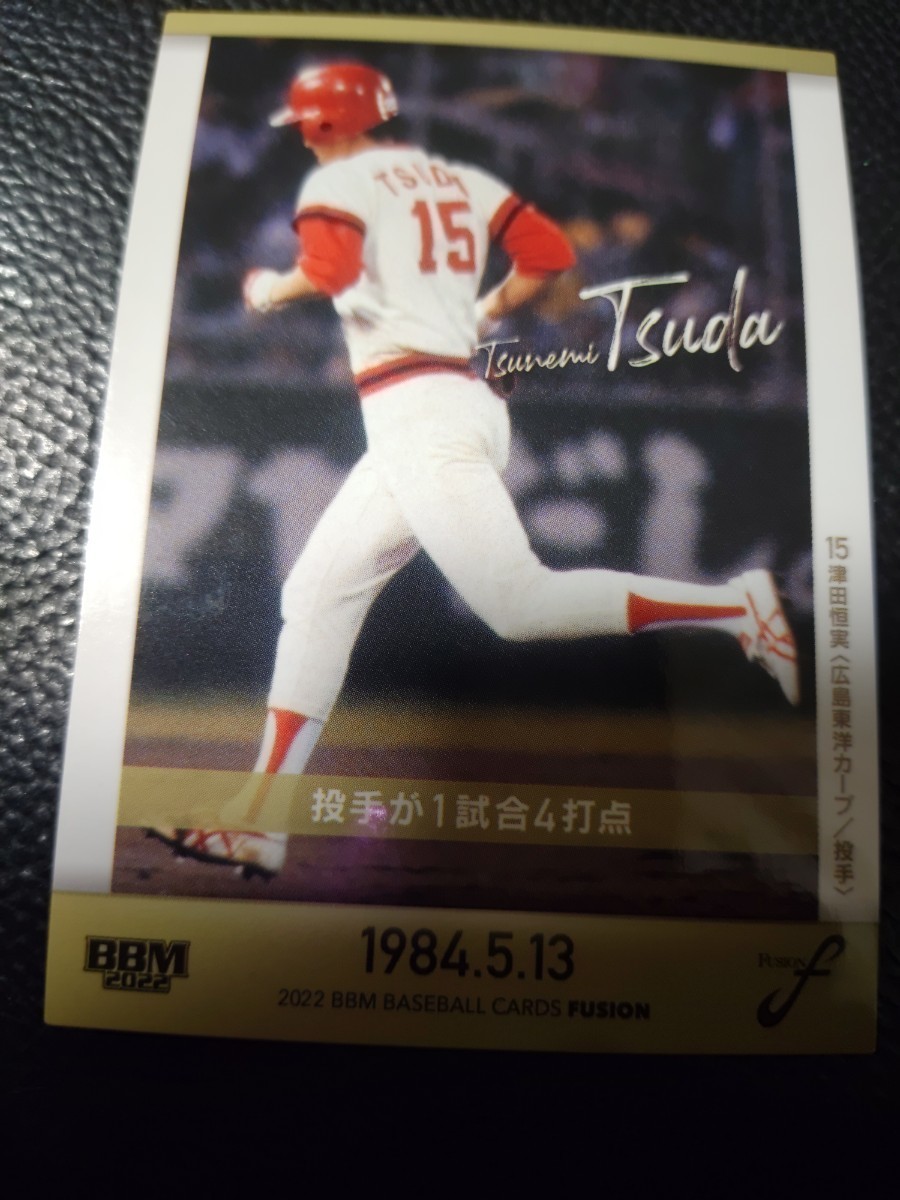 TSUDA
15
Tsunemi Tsuda
15 津田恒実〈広島東洋カープ／投手〉
投手が1試合4打点
BBM
2022
1984.5.13
2022 BBM BASEBALL CARDS FUSION
FUSION
f